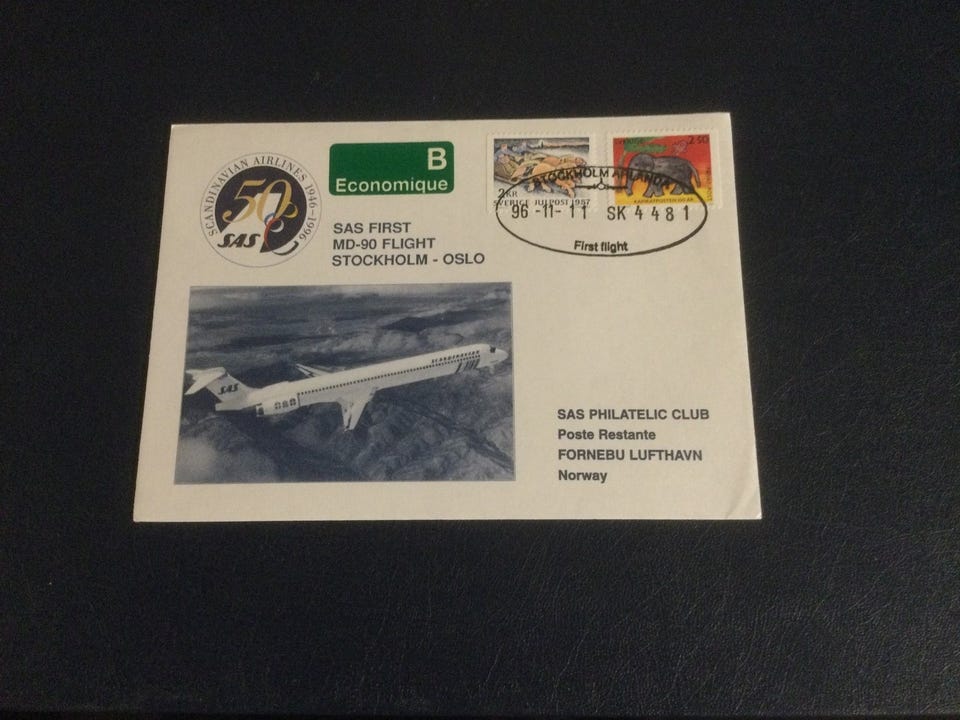 SCANDINAVIAN AIRLINES 1946-1996
50
SAS
B
Economique
SAS FIRST
MD-90 FLIGHT
STOCKHOLM - OSLO
2 KR
SVERIGE JULPOST 1987
SVERIGE 2.50
STOCKHOLM ARLANDA
96-11-11 SK 4481
First flight
SCANDINAVIAN
SAS
SAS PHILATELIC CLUB
Poste Restante
FORNEBU LUFTHAVN
Norway